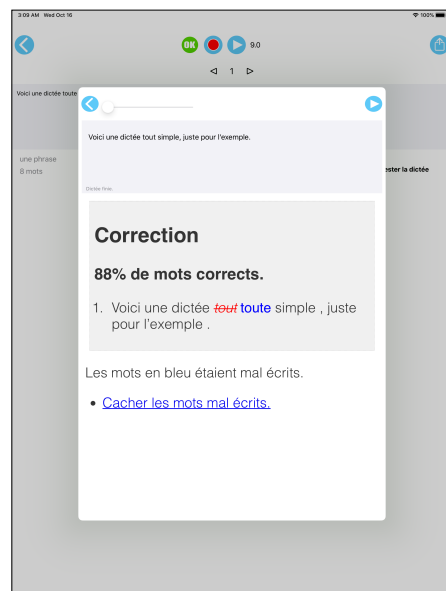 3:09 AM Wed Oct 16
100%
OK
9.0
1
Voici une dictée toute
Voici une dictée tout simple, juste pour l'exemple.
Dictée finie.
une phrase
8 mots
ester la dictée
Correction
88% de mots corrects.
1. Voici une dictée tout toute simple , juste
pour l'exemple .
Les mots en bleu étaient mal écrits.
• Cacher les mots mal écrits.